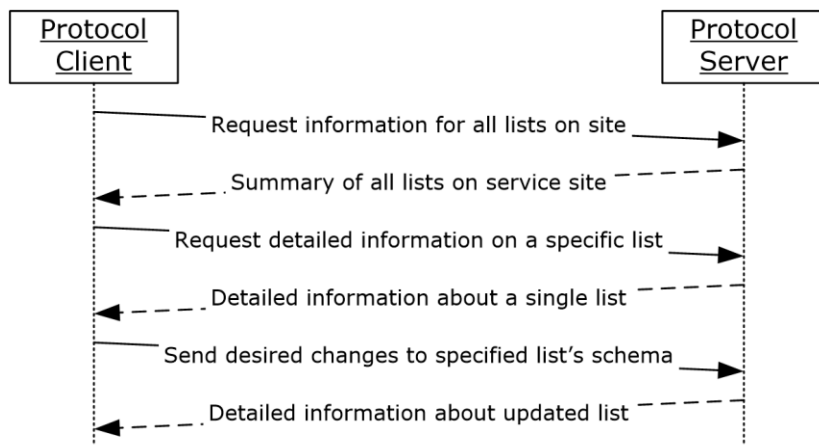 Protocol
Client
Protocol
Server
Request information for all lists on site
Summary of all lists on service site
Request detailed information on a specific list
Detailed information about a single list
Send desired changes to specified list’s schema
Detailed information about updated list